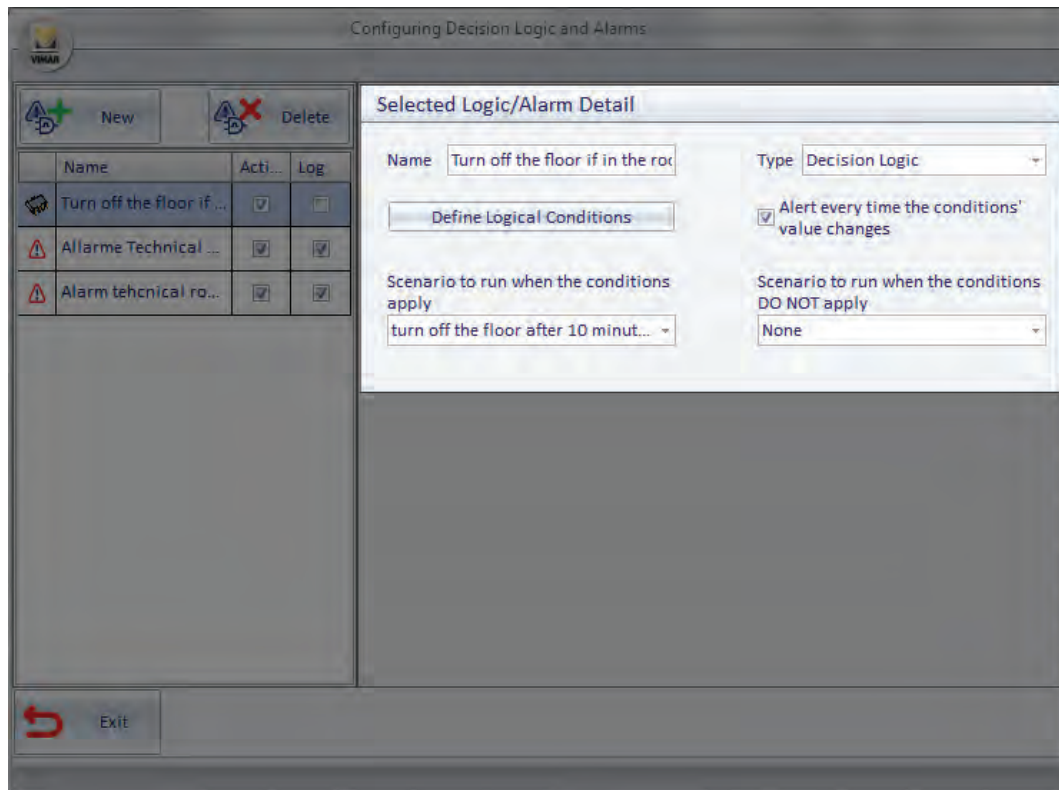 Configuring Decision Logic and Alarms
VIMAR
New
Delete
Name Acti... Log
Turn off the floor if ...
Allarme Technical ...
Alarm tehcnical ro...
Selected Logic/Alarm Detail
Name Turn off the floor if in the roo
Type Decision Logic
Define Logical Conditions
Alert every time the conditions'
value changes
Scenario to run when the conditions
apply
turn off the floor after 10 minut...
Scenario to run when the conditions
DO NOT apply
None
Exit